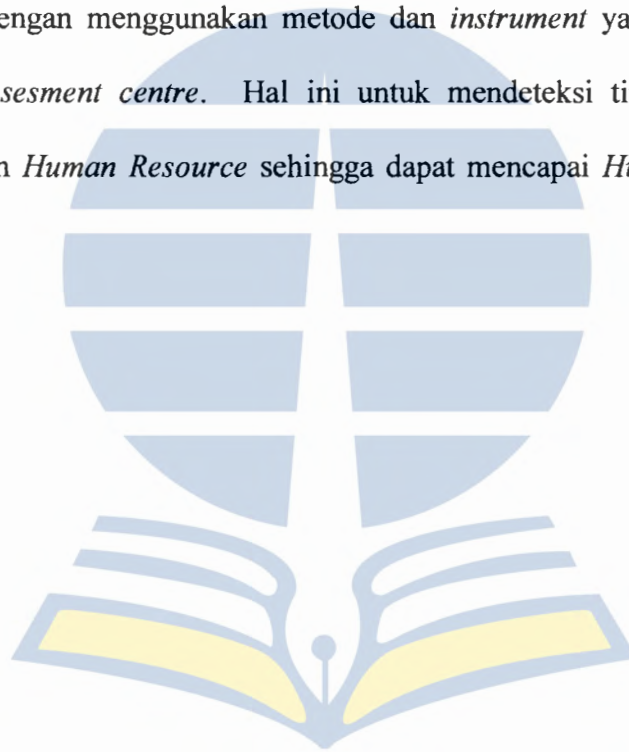 engan menggunakan metode dan instrument ya
sesment centre. Hal ini untuk mendeteksi ti
Human Resource sehingga dapat mencapai